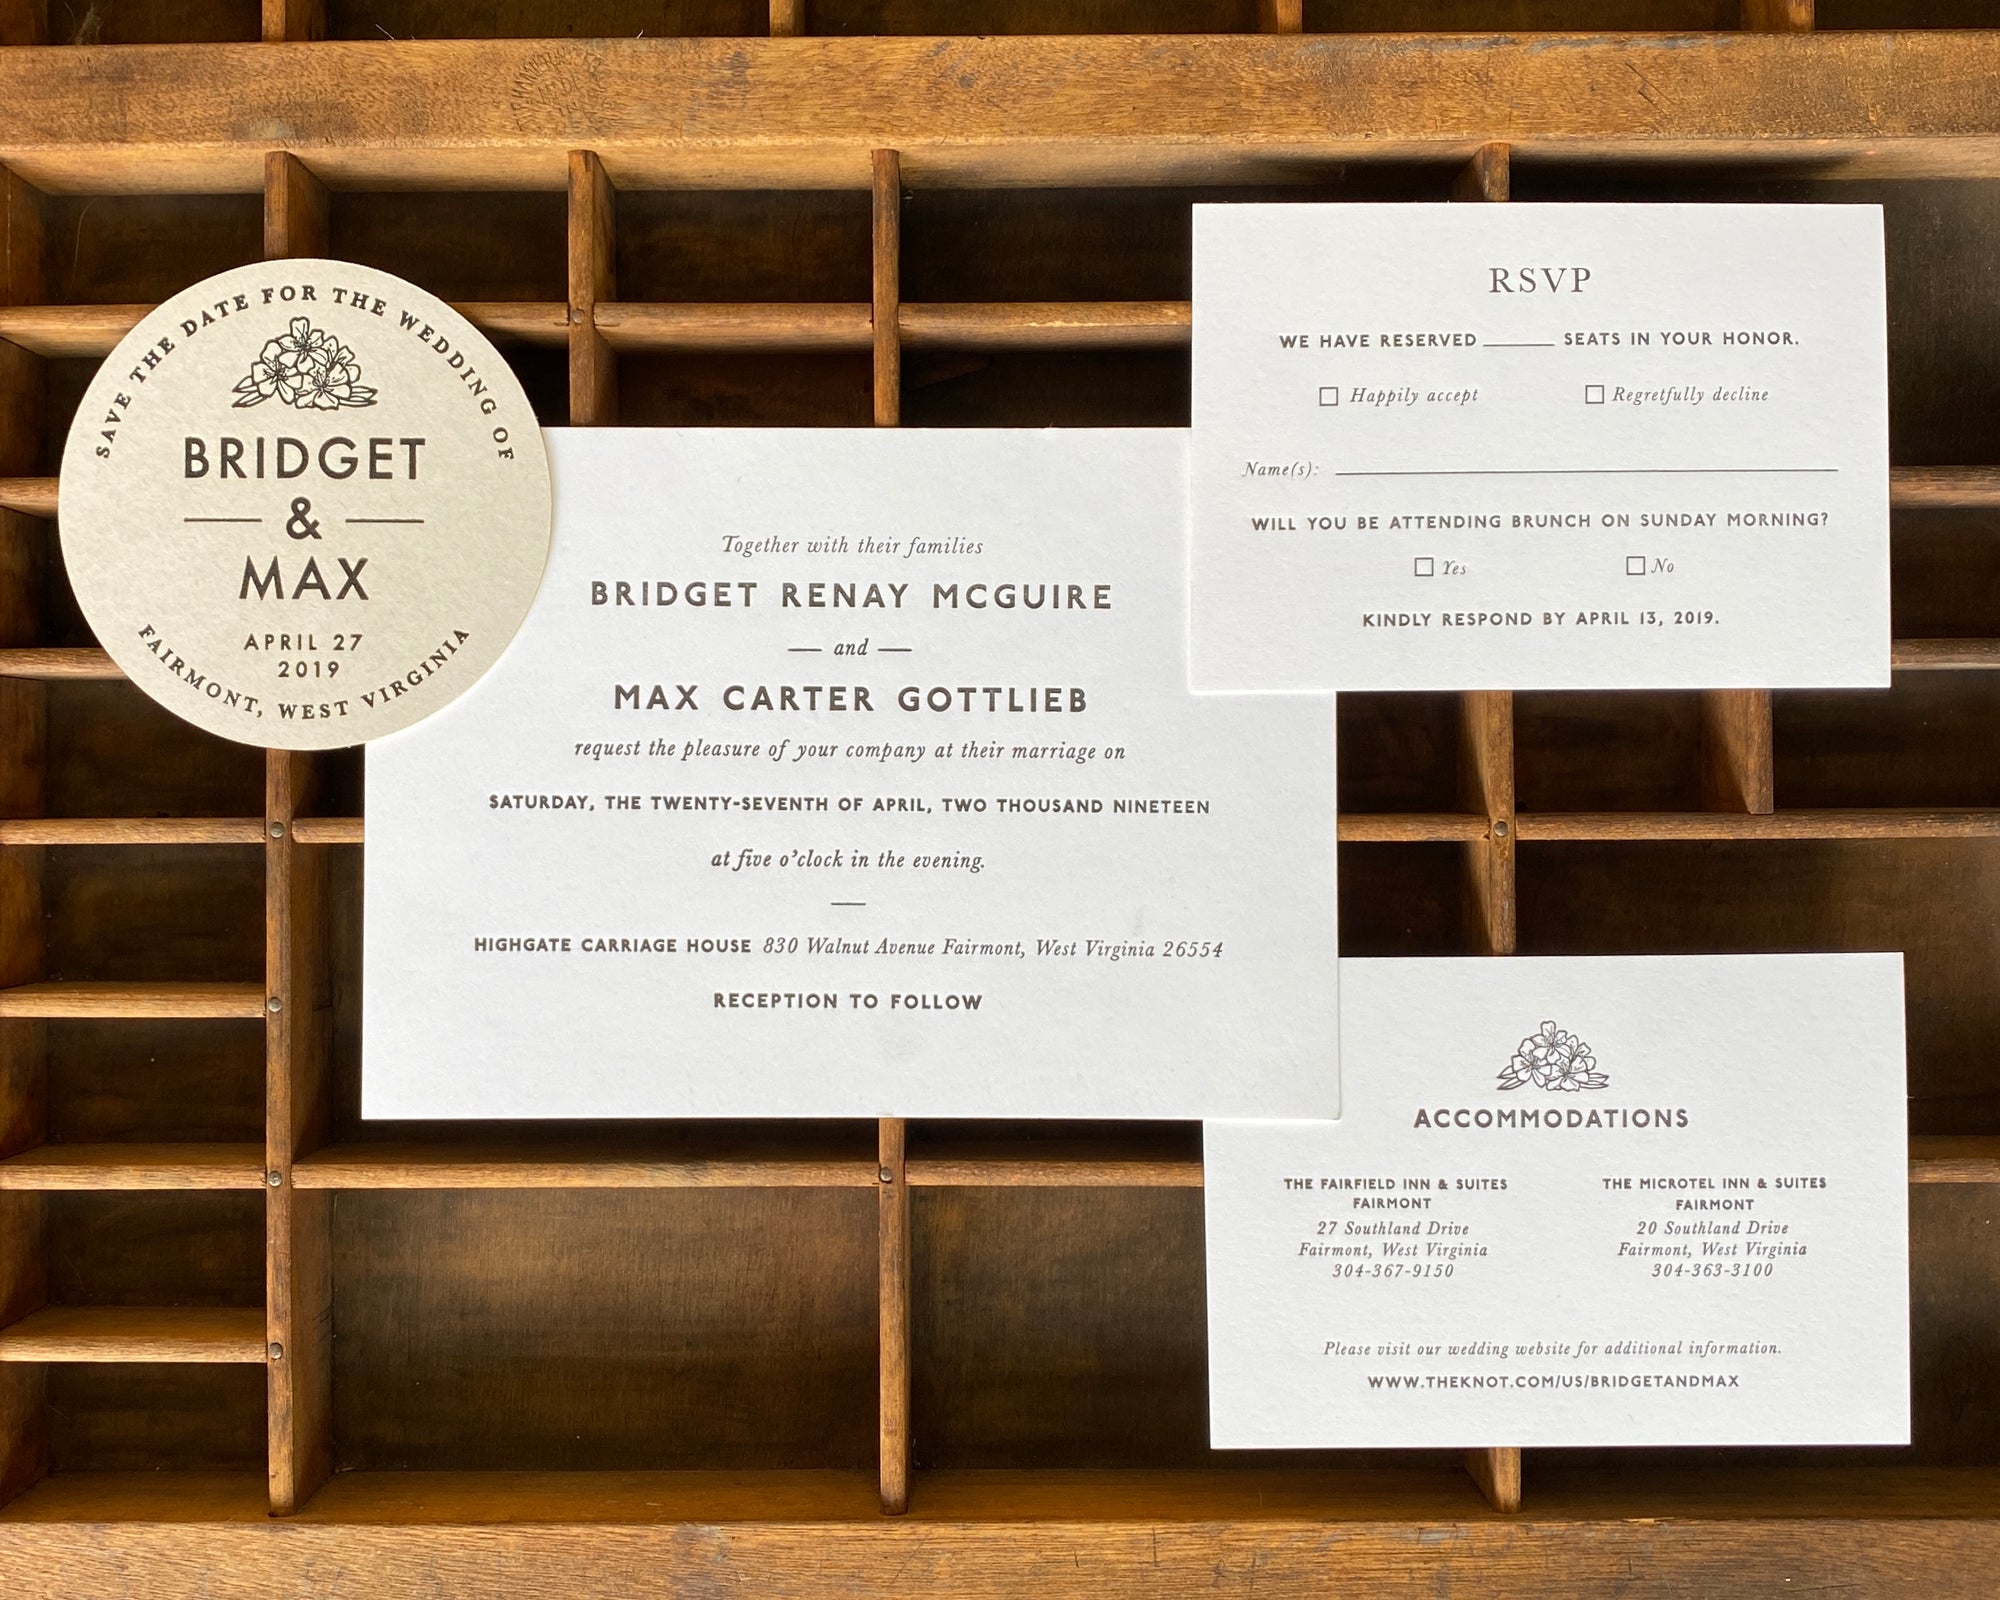 SAVE THE DATE FOR THE WEDDING OF
BRIDGET
&
MAX
APRIL 27
2019
FAIRMONT, WEST VIRGINIA
Together with their families
BRIDGET RENAY MCGUIRE
— and —
MAX CARTER GOTTLIEB
request the pleasure of your company at their marriage on
SATURDAY, THE TWENTY-SEVENTH OF APRIL, TWO THOUSAND NINETEEN
at five o'clock in the evening.
HIGHGATE CARRIAGE HOUSE 830 Walnut Avenue Fairmont, West Virginia 26554
RECEPTION TO FOLLOW
RSVP
WE HAVE RESERVED ______ SEATS IN YOUR HONOR.
Happily accept
Regretfully decline
Name(s):
WILL YOU BE ATTENDING BRUNCH ON SUNDAY MORNING?
Yes
No
KINDLY RESPOND BY APRIL 13, 2019.
ACCOMMODATIONS
THE FAIRFIELD INN & SUITES
FAIRMONT
27 Southland Drive
Fairmont, West Virginia
304-367-9150
THE MICROTEL INN & SUITES
FAIRMONT
20 Southland Drive
Fairmont, West Virginia
304-363-3100
Please visit our wedding website for additional information.
WWW.THEKNOT.COM/US/BRIDGETANDMAX